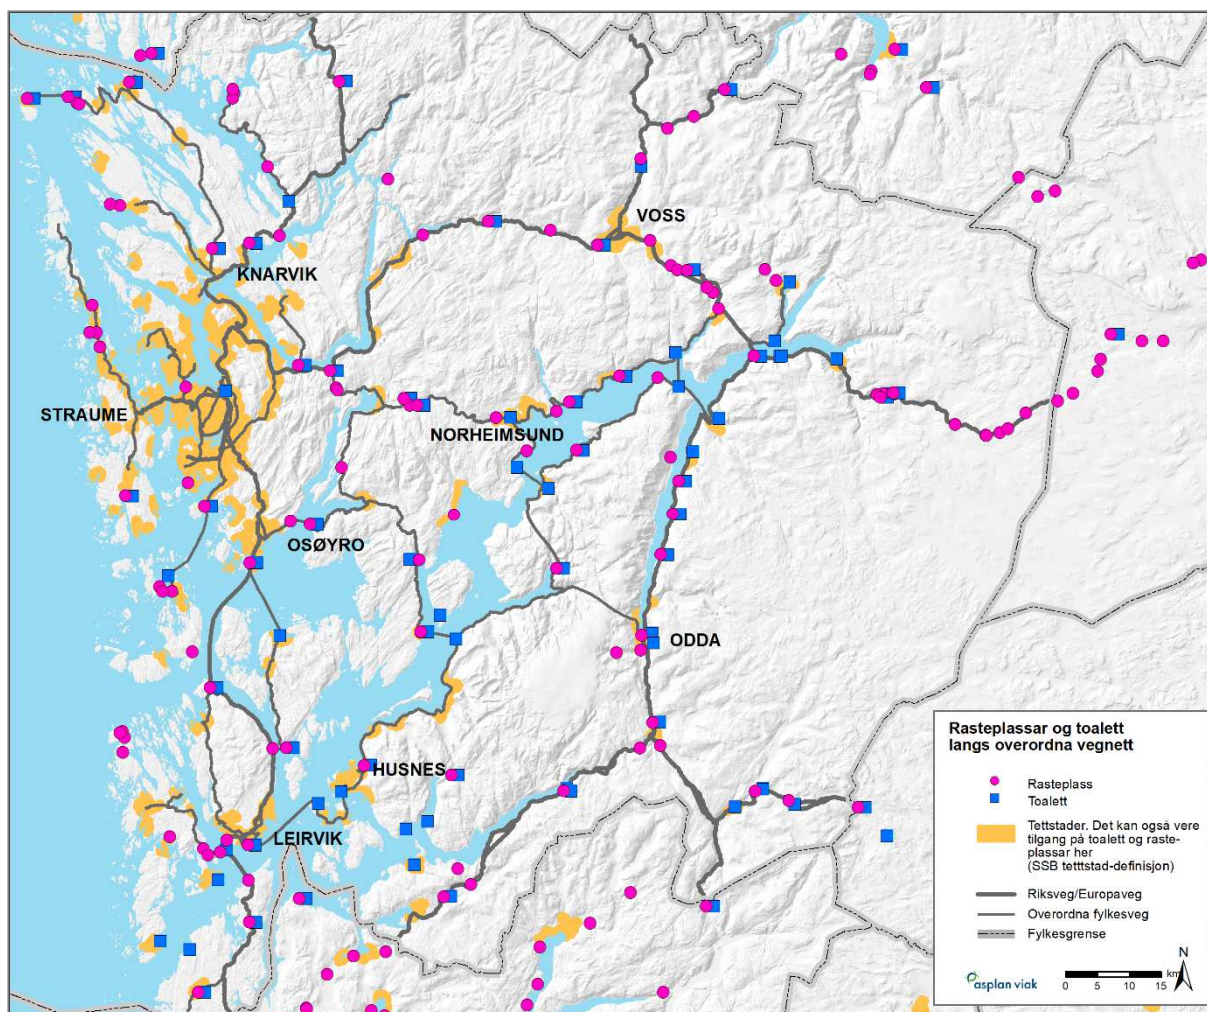 VOSS
KNARVIK
STRAUME
NORHEIMSUND
OSØYRO
ODDA
HUSNES
LEIRVIK
Rasteplassar og toalett
langs overordna vegnett
Rasteplass
Toalett
Tettstader. Det kan også vere
tilgang på toalett og raste-
plassar her
(SSB tetttstad-definisjon)
Riksveg/Europaveg
Overordna fylkesveg
Fylkesgrense
N
asplan viak
0 5 10 15 km